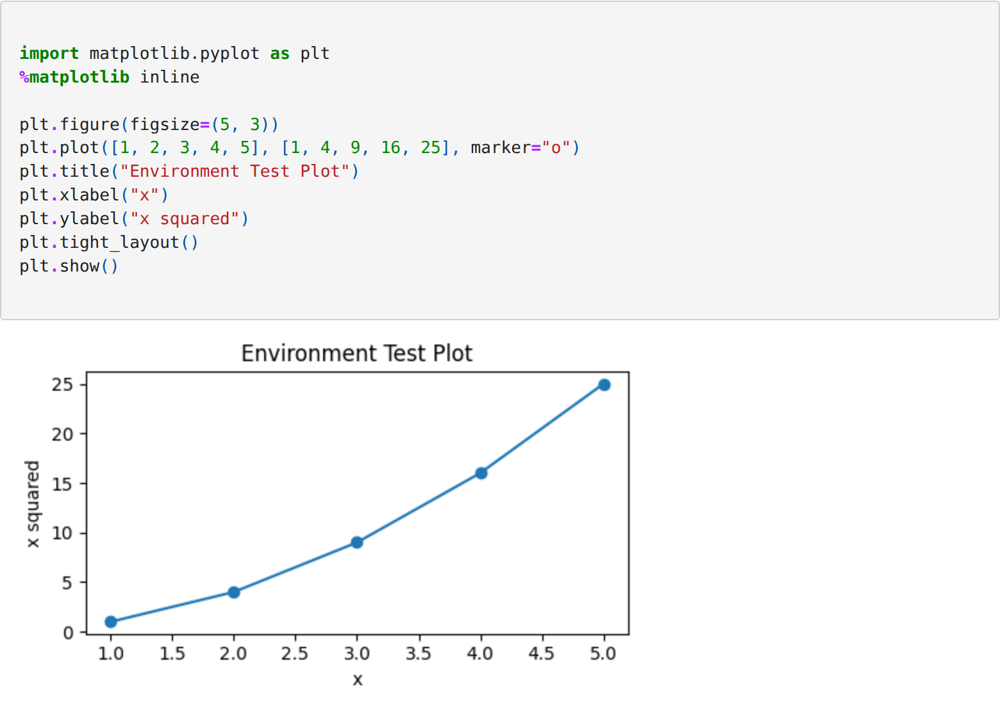 import matplotlib.pyplot as plt
%matplotlib inline
plt.figure(figsize=(5, 3))
plt.plot([1, 2, 3, 4, 5], [1, 4, 9, 16, 25], marker="o")
plt.title("Environment Test Plot")
plt.xlabel("x")
plt.ylabel("x squared")
plt.tight_layout()
plt.show()
Environment Test Plot
25
20
15
10
5
0
x squared
1.0 1.5 2.0 2.5 3.0 3.5 4.0 4.5 5.0
x